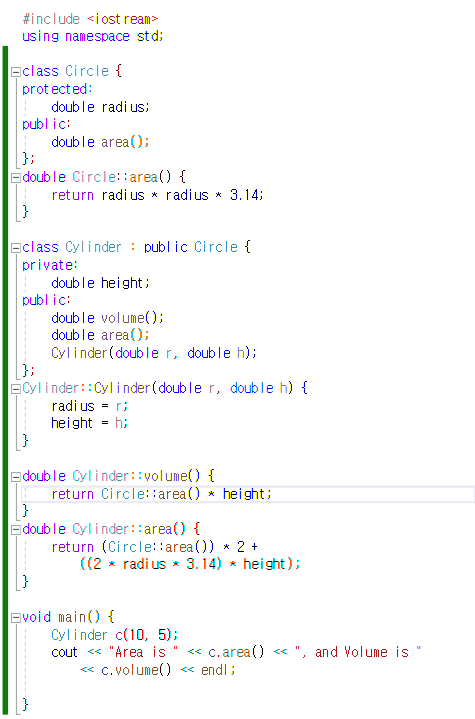 #include <iostream>
using namespace std;
class Circle {
protected:
double radius;
public:
double area();
};
double Circle::area() {
return radius * radius * 3.14;
}
class Cylinder : public Circle {
private:
double height;
public:
double volume();
double area();
Cylinder(double r, double h);
};
Cylinder::Cylinder(double r, double h) {
radius = r;
height = h;
}
double Cylinder::volume() {
return Circle::area() * height;
}
double Cylinder::area() {
return (Circle::area()) * 2 +
((2 * radius * 3.14) * height);
}
void main() {
Cylinder c(10, 5);
cout << "Area is " << c.area() << ", and Volume is "
<< c.volume() << endl;
}